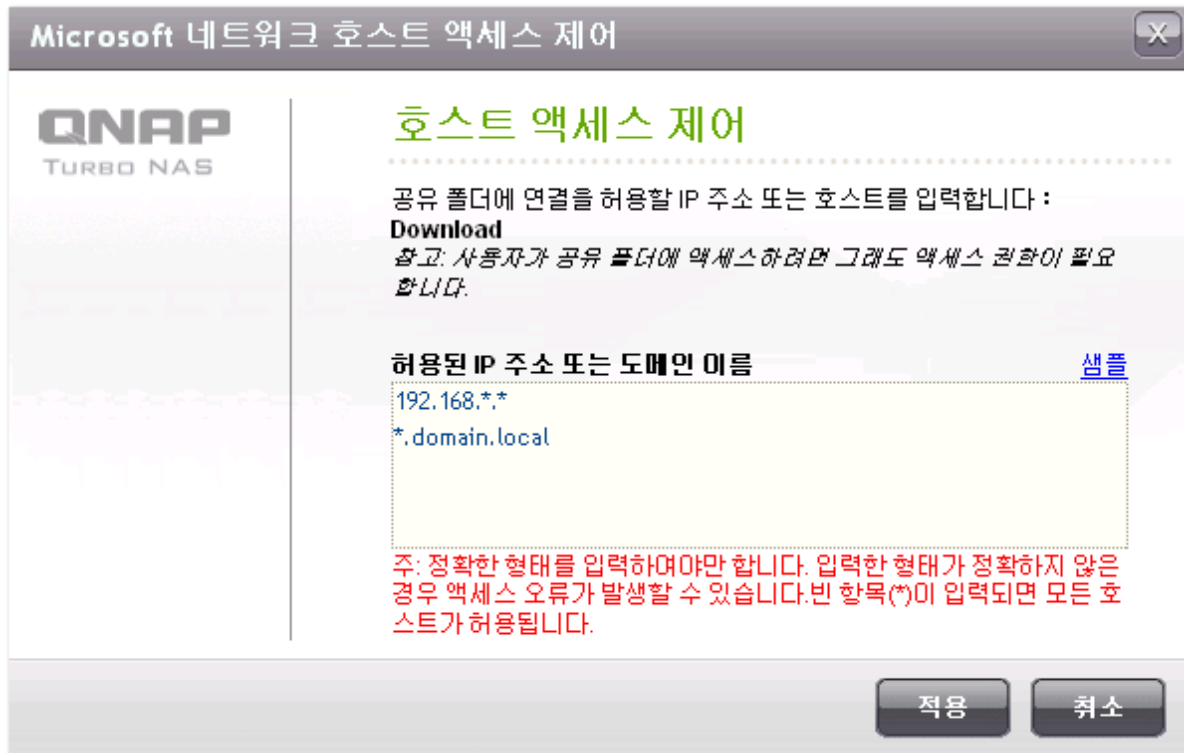 Microsoft 네트워크 호스트 액세스 제어
QNAP
TURBO NAS
호스트 액세스 제어
공유 폴더에 연결을 허용할 IP 주소 또는 호스트를 입력합니다 :
Download
참고: 사용자가 공유 폴더에 액세스하려면 그래도 액세스 권한이 필요
합니다.
허용된 IP 주소 또는 도메인 이름
샘플
192.168.*.*
*.domain.local
주: 정확한 형태를 입력하여야만 합니다. 입력한 형태가 정확하지 않은
경우 액세스 오류가 발생할 수 있습니다.빈 항목(*)이 입력되면 모든 호
스트가 허용됩니다.
적용
취소